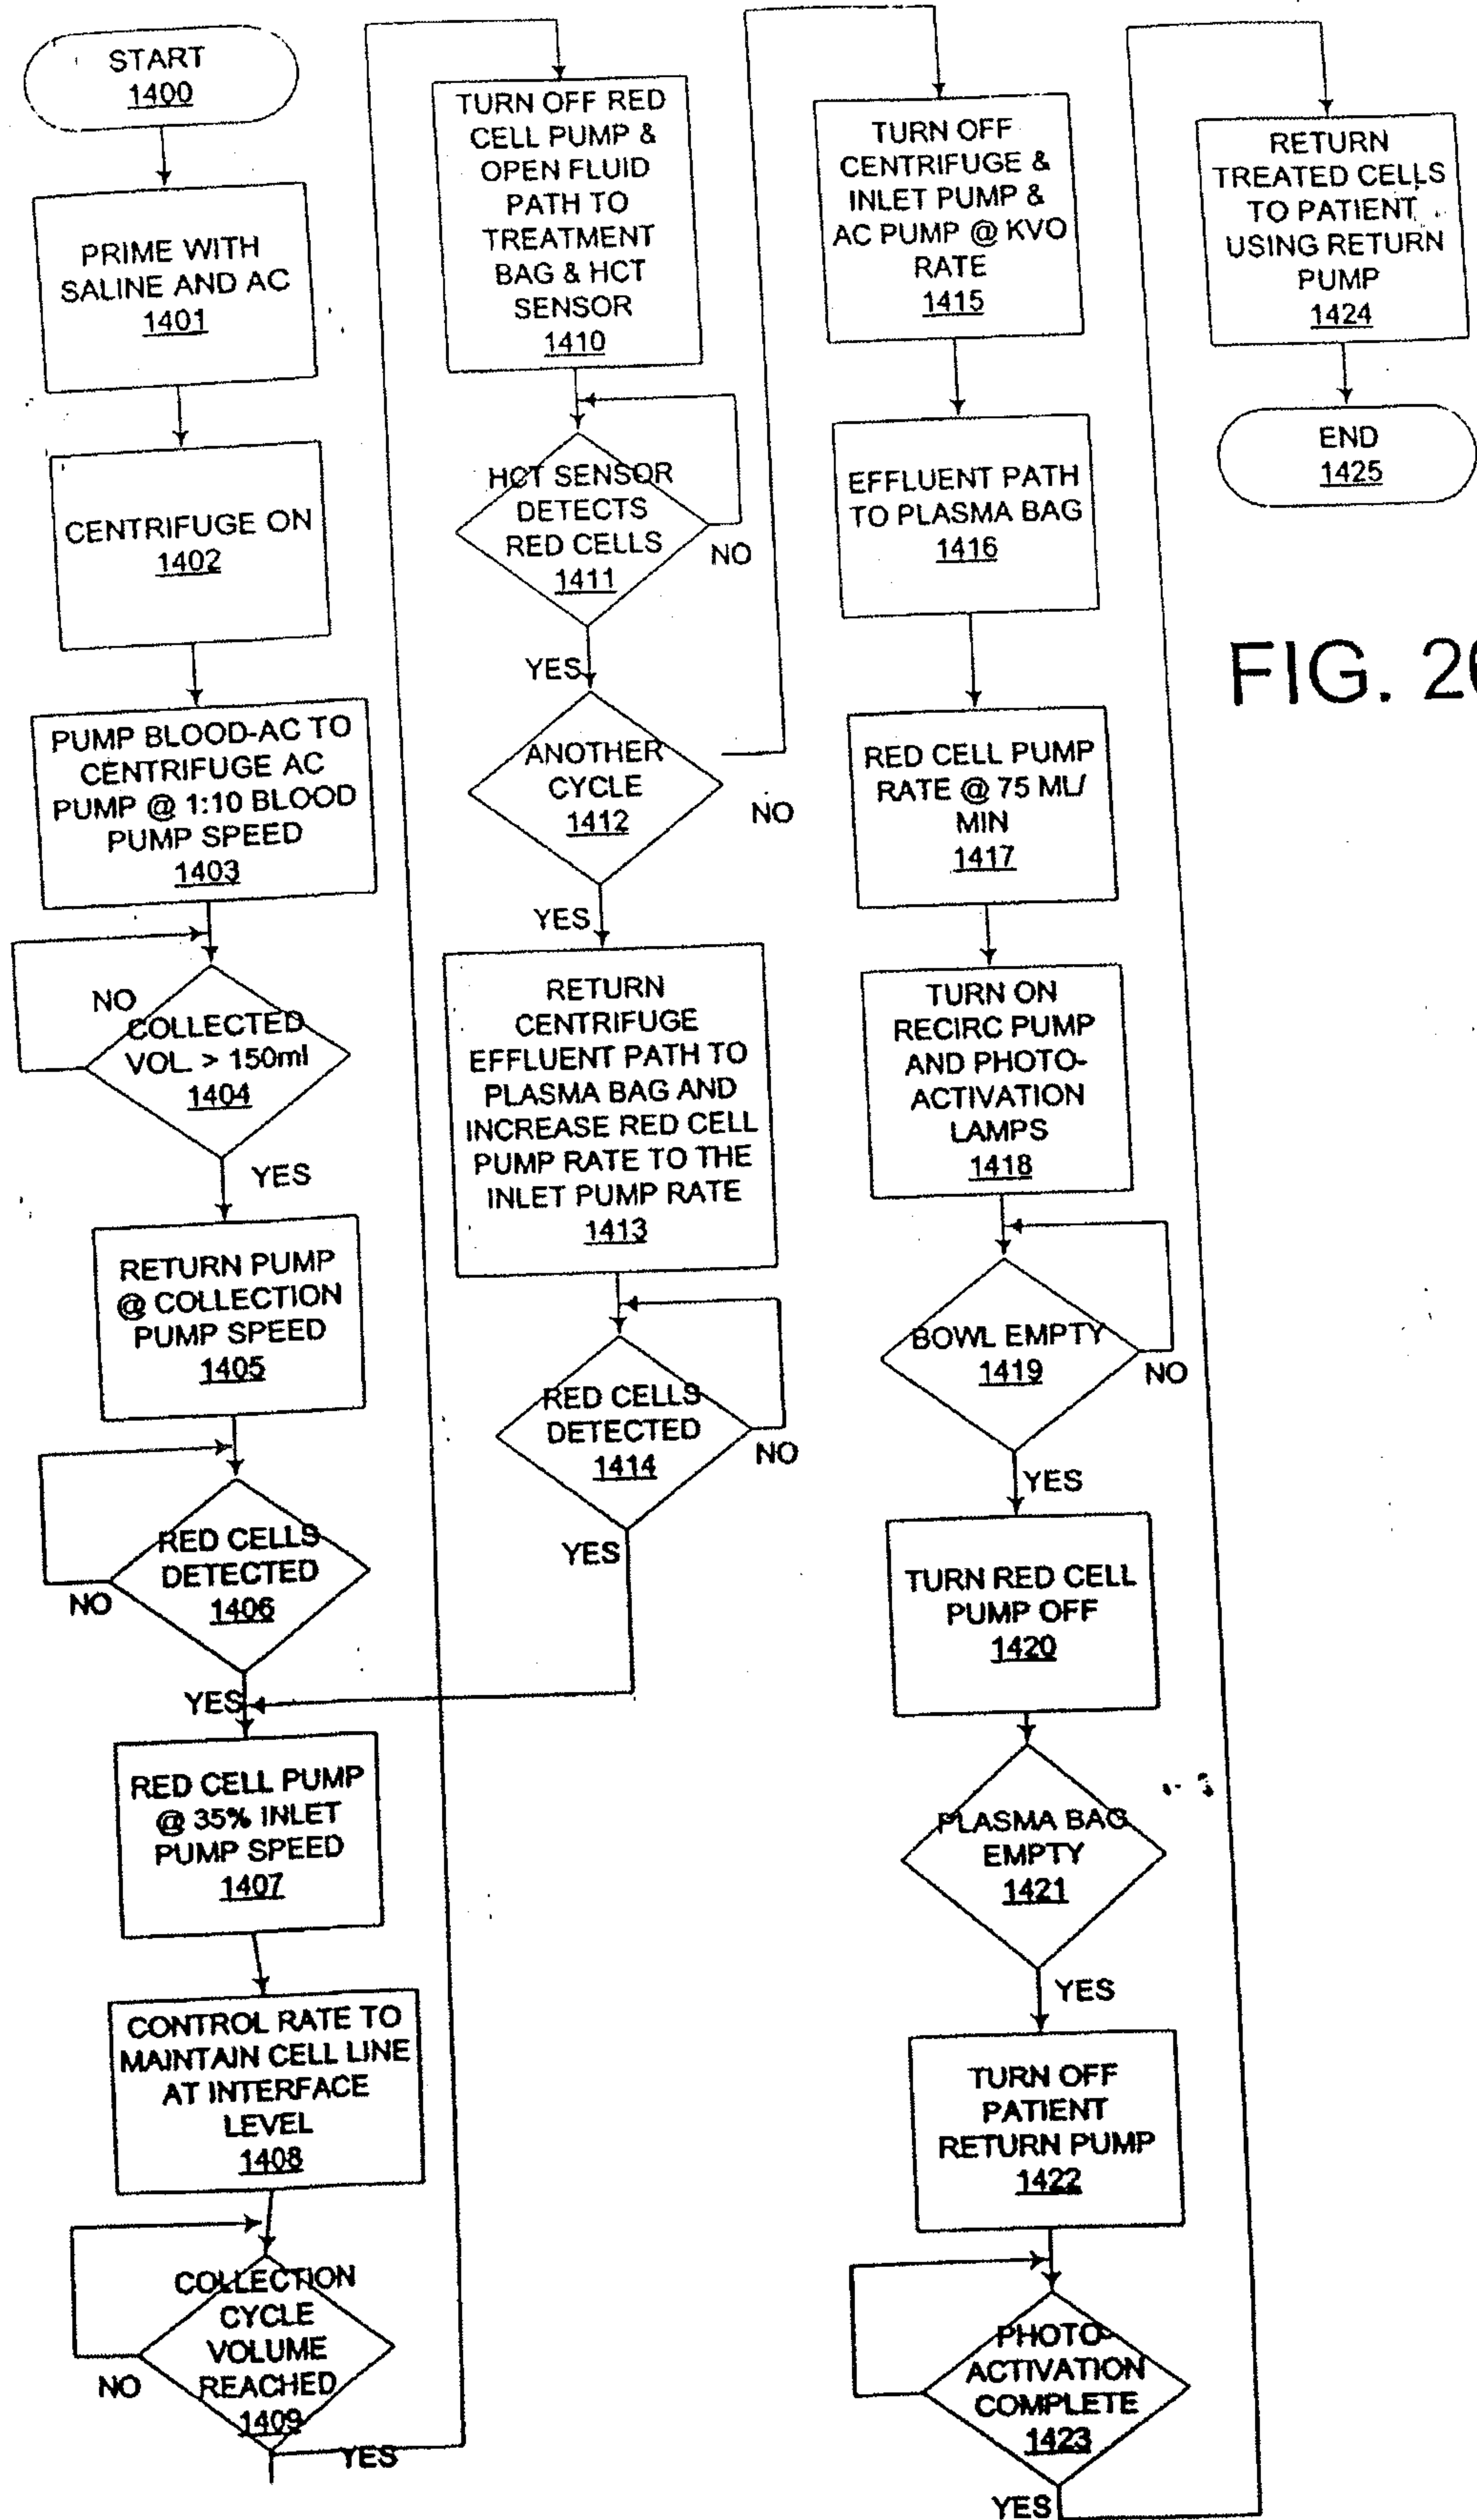 START
1400
PRIME WITH
SALINE AND AC
1401
CENTRIFUGE ON
1402
PUMP BLOOD-AC TO
CENTRIFUGE AC
PUMP @ 1:10 BLOOD
PUMP SPEED
1403
NO
COLLECTED
VOL. > 150ml
1404
YES
RETURN PUMP
@ COLLECTION
PUMP SPEED
1405
RED CELLS
DETECTED
1406
NO
YES
RED CELL PUMP
@ 35% INLET
PUMP SPEED
1407
CONTROL RATE TO
MAINTAIN CELL LINE
AT INTERFACE
LEVEL
1408
COLLECTION
CYCLE
VOLUME
REACHED
1409
NO
YES
TURN OFF RED
CELL PUMP &
OPEN FLUID
PATH TO
TREATMENT
BAG & HCT
SENSOR
1410
HCT SENSOR
DETECTS
RED CELLS
1411
NO
YES
ANOTHER
CYCLE
1412
NO
YES
RETURN
CENTRIFUGE
EFFLUENT PATH TO
PLASMA BAG AND
INCREASE RED CELL
PUMP RATE TO THE
INLET PUMP RATE
1413
RED CELLS
DETECTED
1414
NO
YES
TURN OFF
CENTRIFUGE &
INLET PUMP &
AC PUMP @ KVO
RATE
1415
EFFLUENT PATH
TO PLASMA BAG
1416
RED CELL PUMP
RATE @ 75 ML/
MIN
1417
TURN ON
RECIRC PUMP
AND PHOTO-
ACTIVATION
LAMPS
1418
BOWL EMPTY
1419
NO
YES
TURN RED CELL
PUMP OFF
1420
PLASMA BAG
EMPTY
1421
YES
TURN OFF
PATIENT
RETURN PUMP
1422
PHOTO-
ACTIVATION
COMPLETE
1423
YES
RETURN
TREATED CELLS
TO PATIENT
USING RETURN
PUMP
1424
END
1425
FIG.